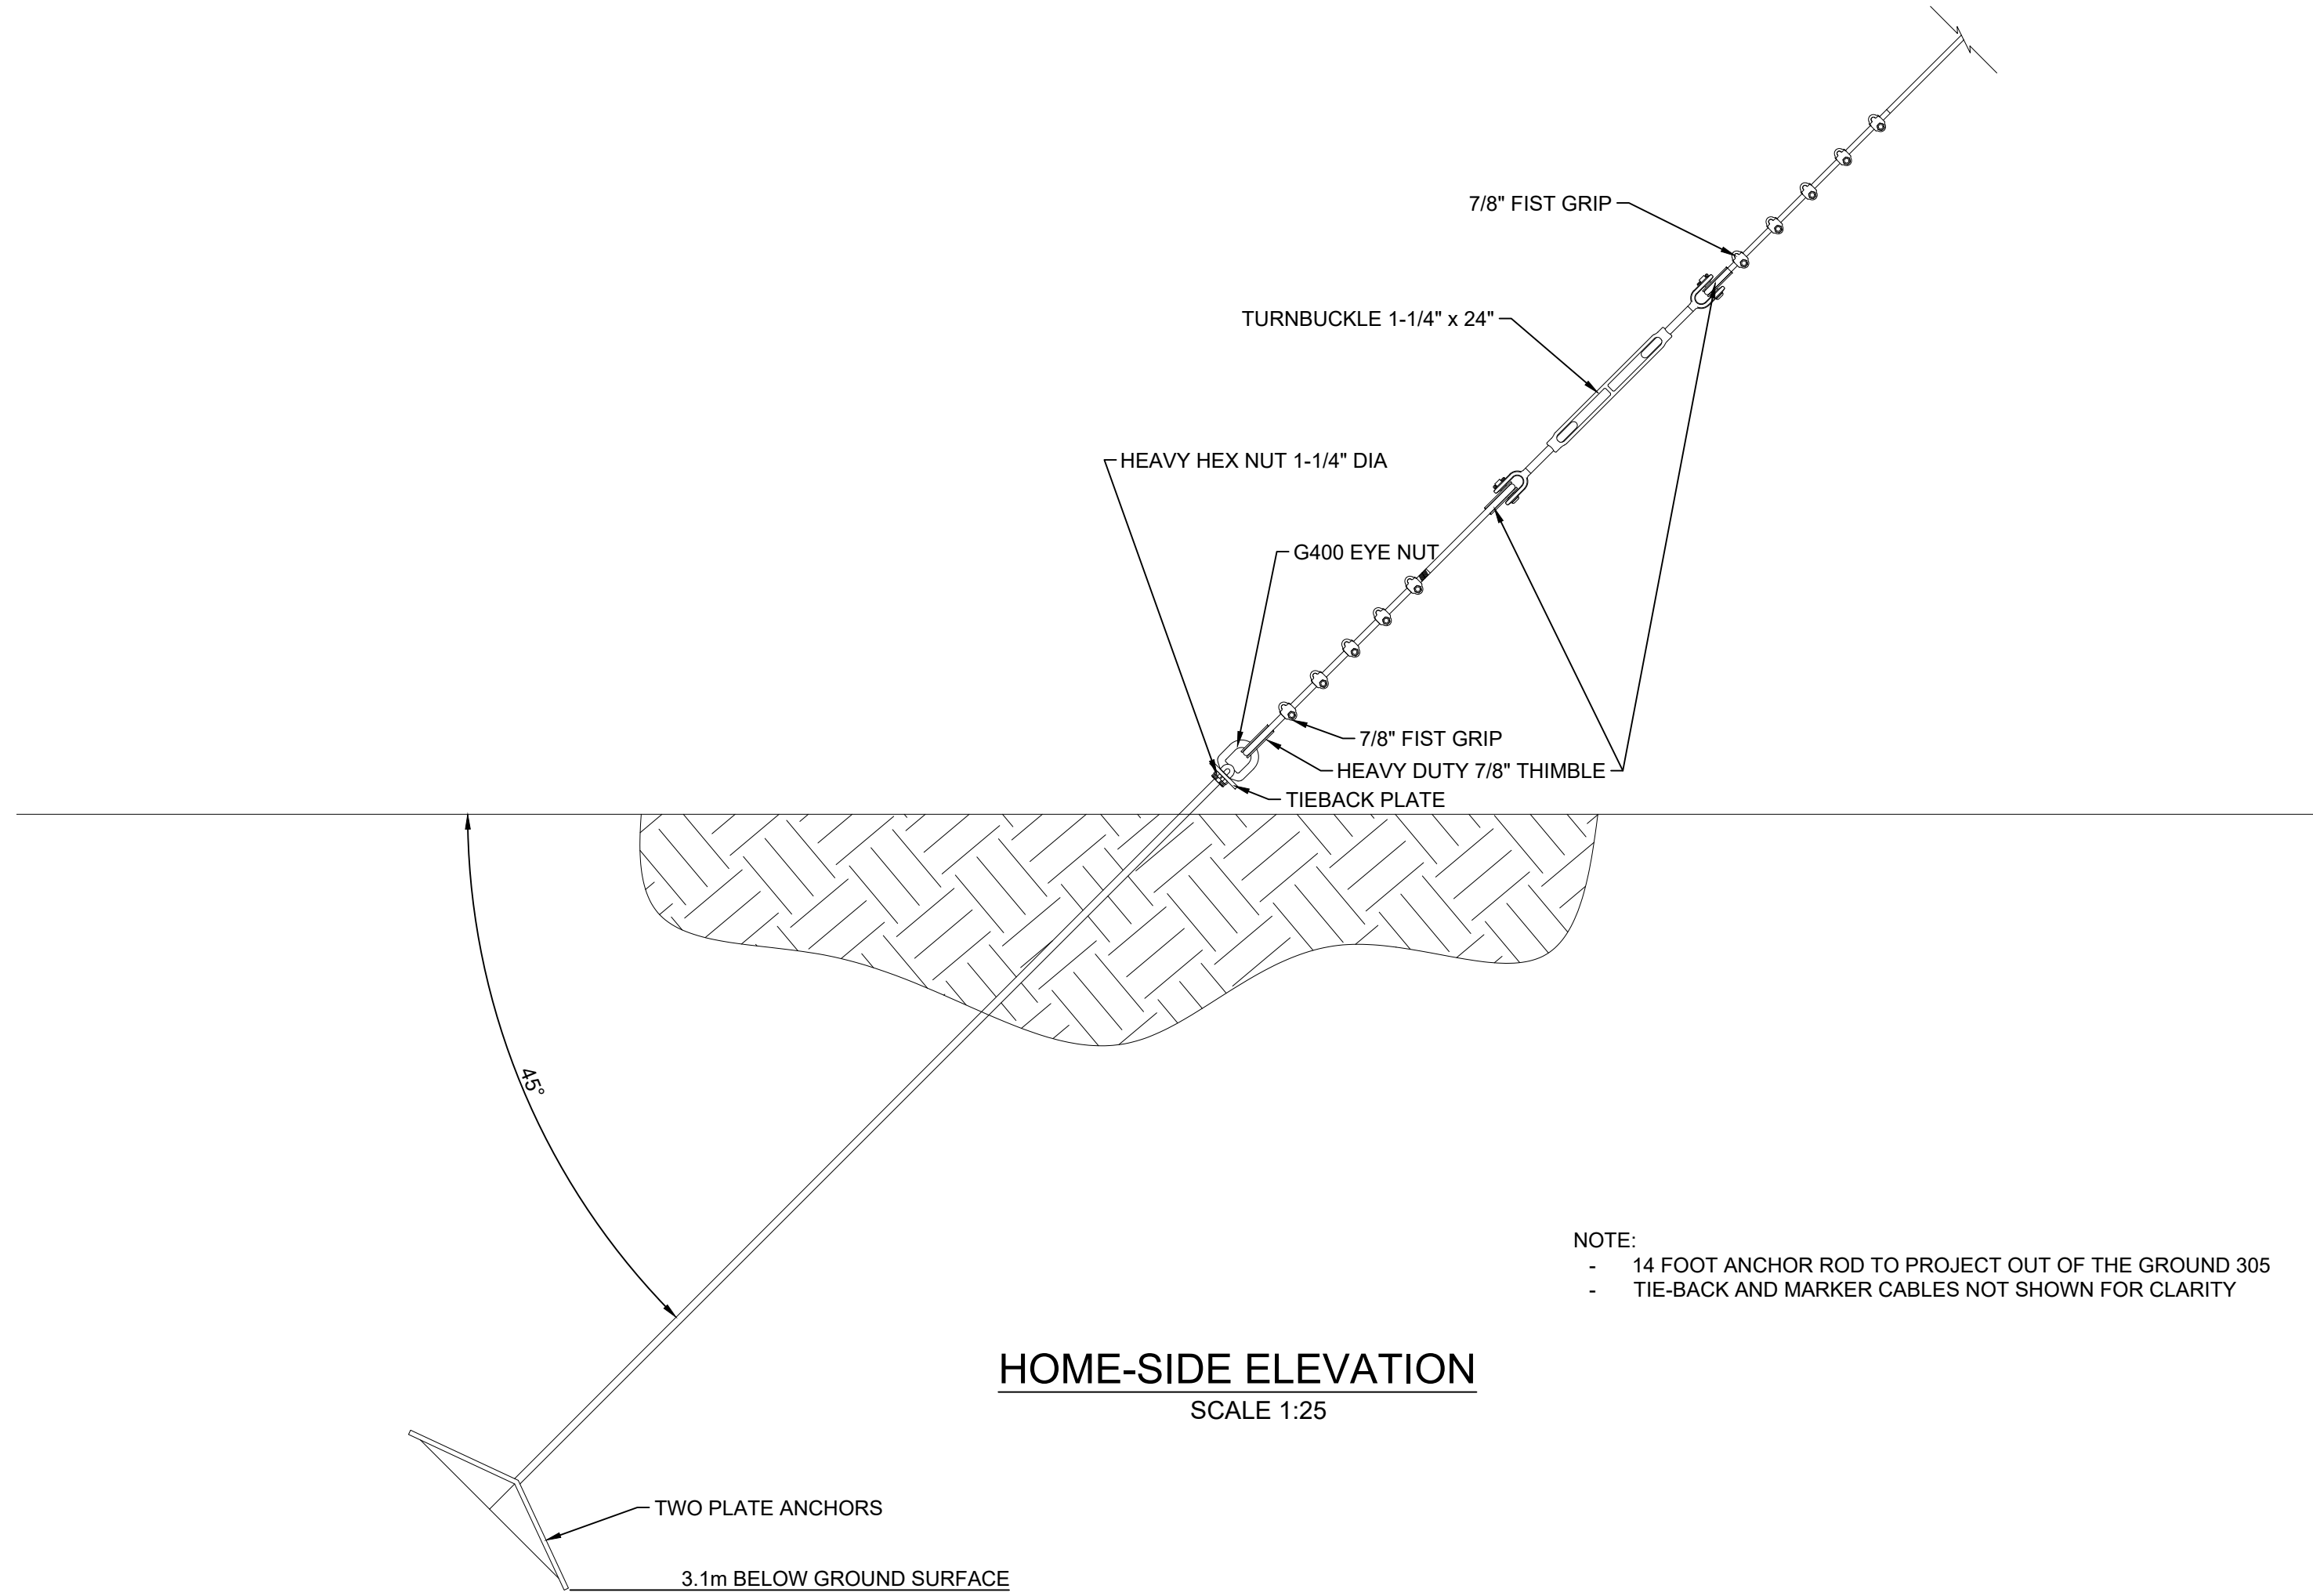 7/8" FIST GRIP
TURNBUCKLE 1-1/4" x 24"
HEAVY HEX NUT 1-1/4" DIA
G400 EYE NUT
7/8" FIST GRIP
HEAVY DUTY 7/8" THIMBLE
TIEBACK PLATE
45°
NOTE:
- 14 FOOT ANCHOR ROD TO PROJECT OUT OF THE GROUND 305
- TIE-BACK AND MARKER CABLES NOT SHOWN FOR CLARITY
HOME-SIDE ELEVATION
SCALE 1:25
TWO PLATE ANCHORS
3.1m BELOW GROUND SURFACE